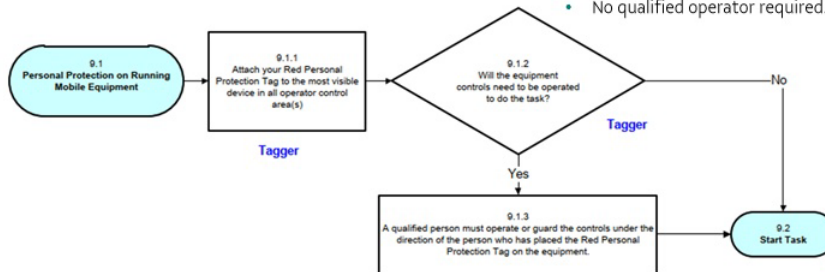 • No qualified operator required.
9.1
Personal Protection on Running
Mobile Equipment
9.1.1
Attach your Red Personal
Protection Tag to the most visible
device in all operator control
area(s)
Tagger
9.1.2
Will the equipment
controls need to be operated
to do the task?
Tagger
No
Yes
9.1.3
A qualified person must operate or guard the controls under the
direction of the person who has placed the Red Personal
Protection Tag on the equipment.
9.2
Start Task